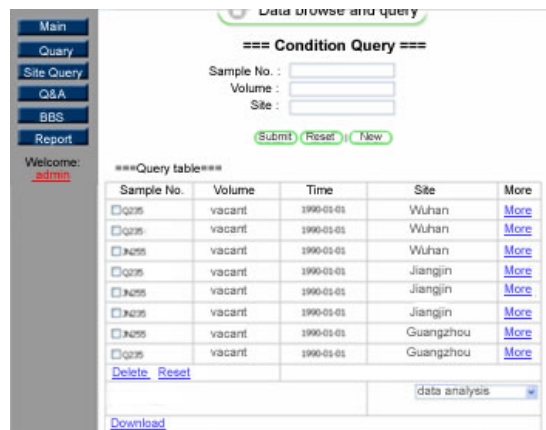 Data browse and query
Main
Quary
Site Query
Q&A
BBS
Report
Welcome:
admin
=== Condition Query ===
Sample No. :
Volume :
Site :
Submit Reset | New
===Query table===
Sample No. Volume Time Site More
Q235 vacant 1990-01-01 Wuhan More
Q235 vacant 1990-01-01 Wuhan More
JN255 vacant 1990-01-01 Wuhan More
Q235 vacant 1990-01-01 Jiangjin More
JN255 vacant 1990-01-01 Jiangjin More
JN235 vacant 1990-01-01 Jiangjin More
JN255 vacant 1990-01-01 Guangzhou More
Q235 vacant 1990-01-01 Guangzhou More
Delete Reset
data analysis
Download